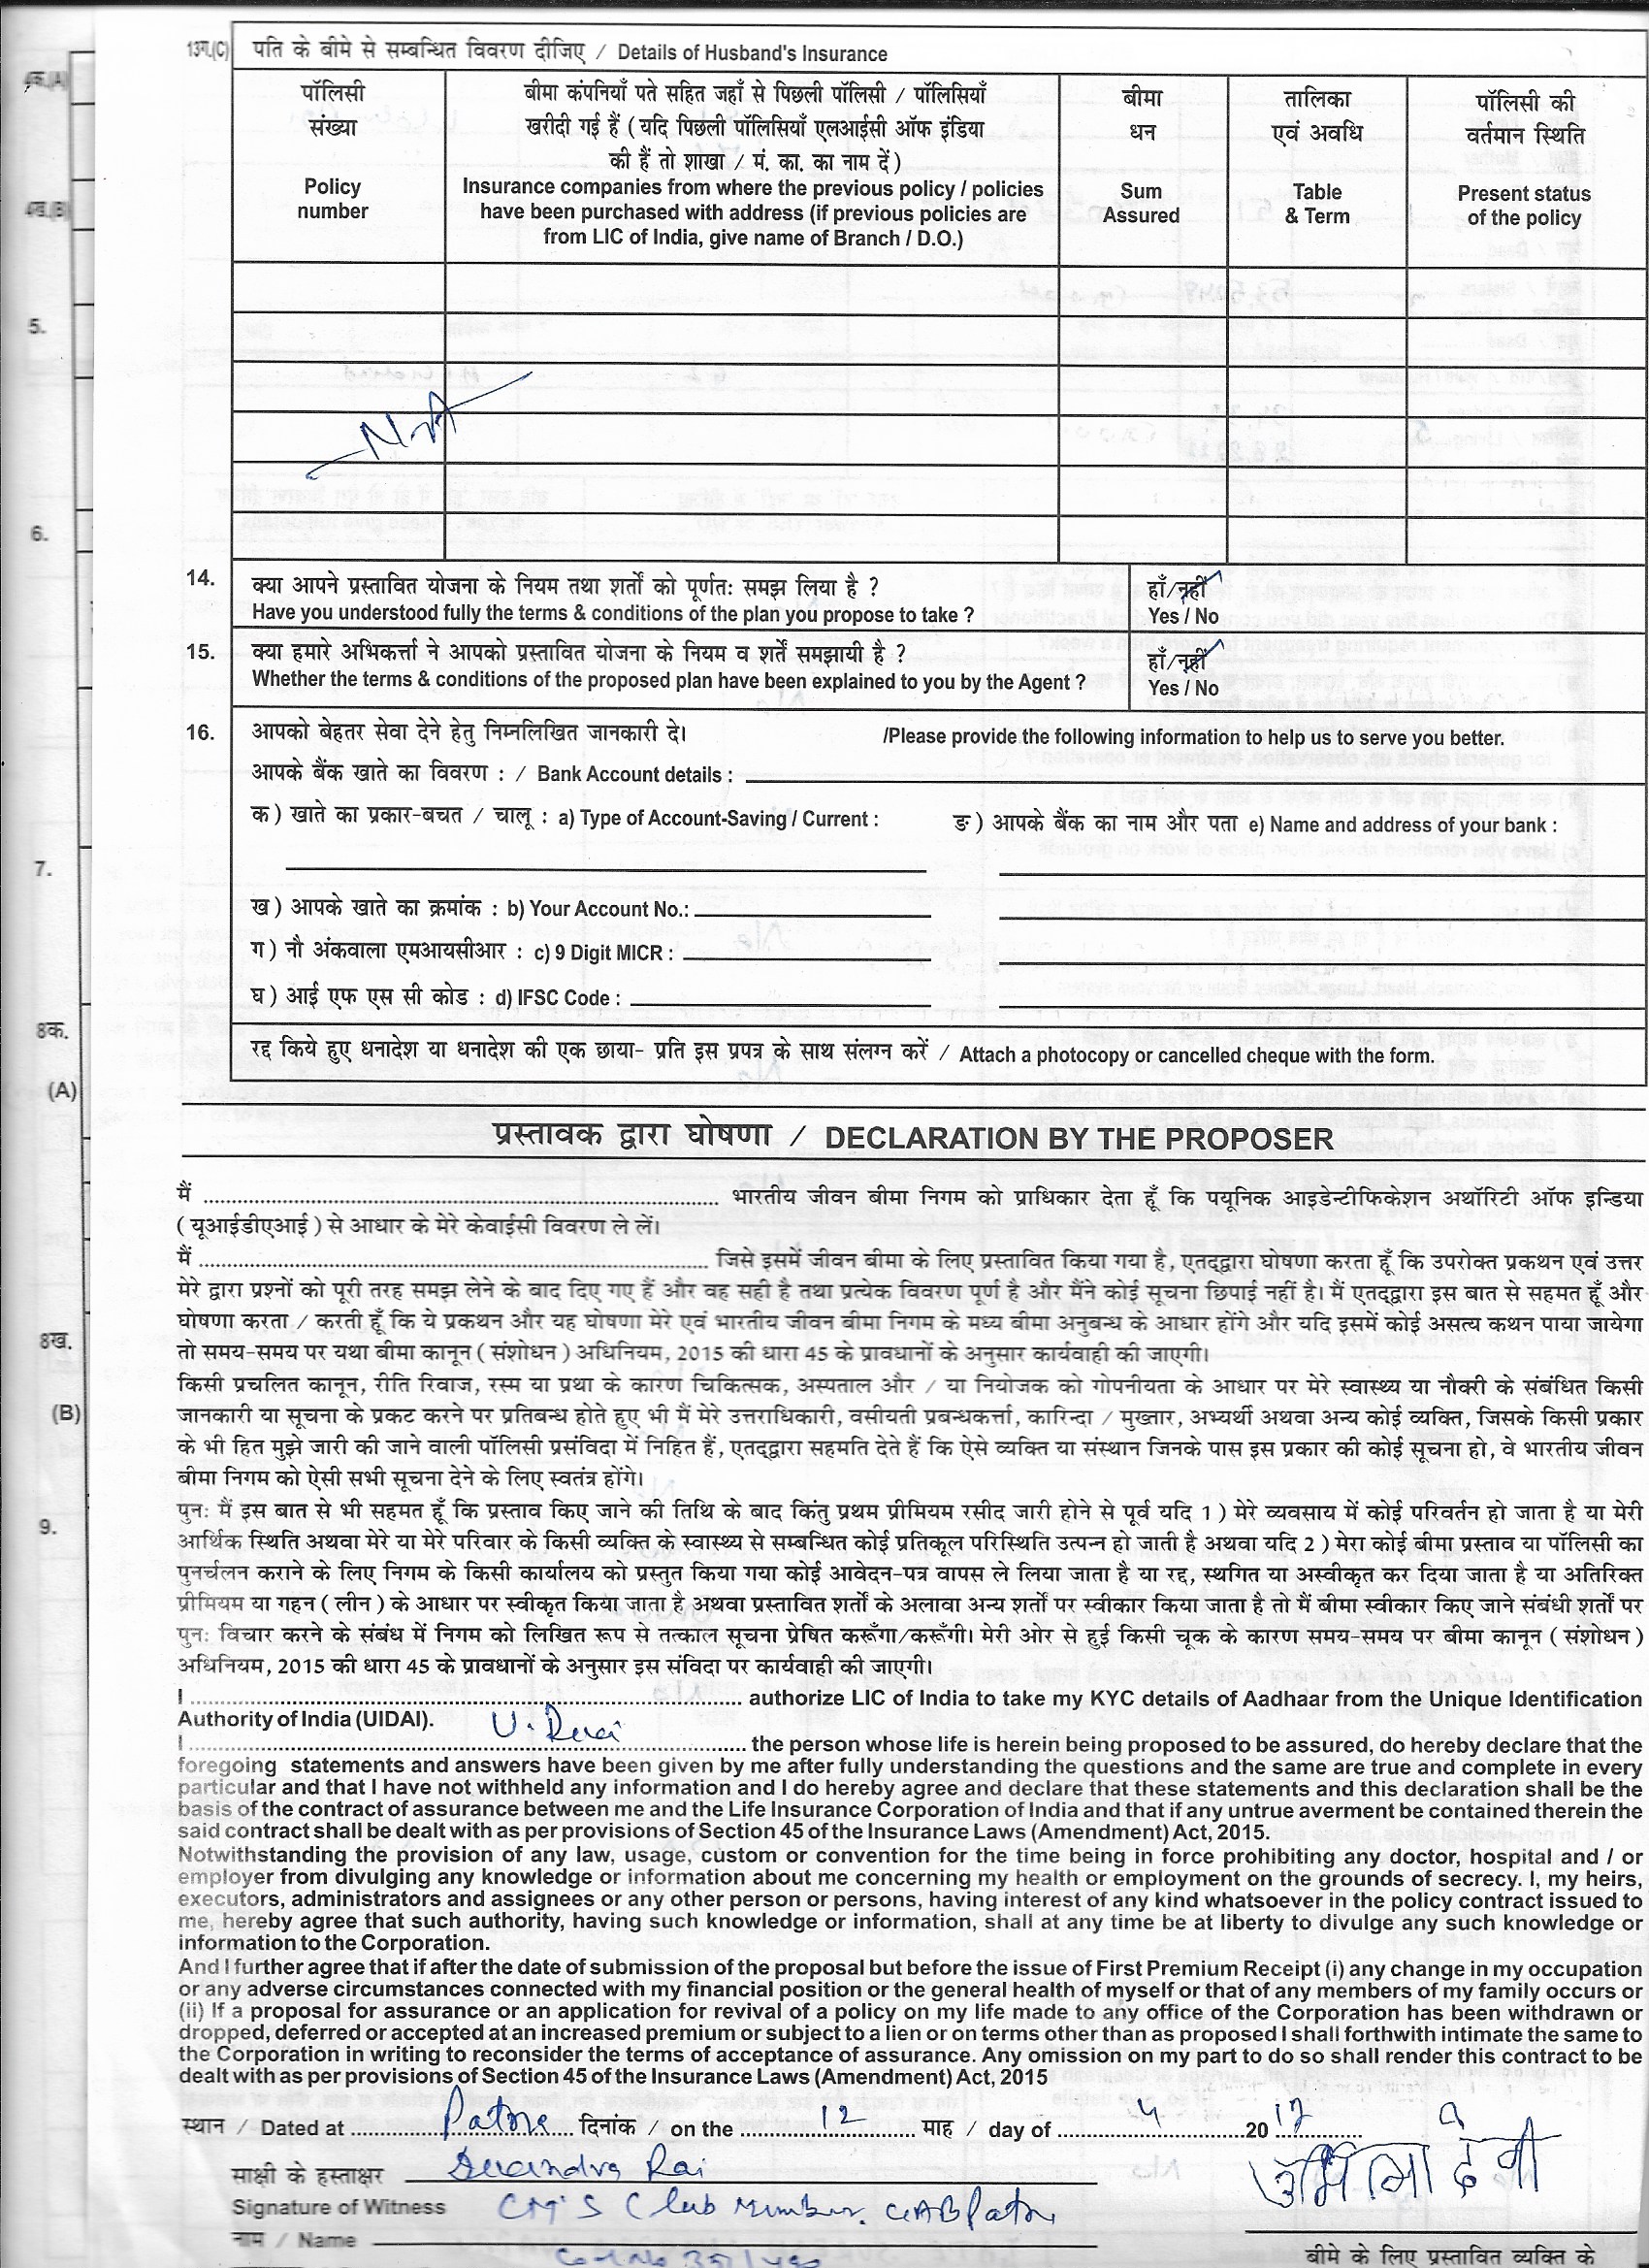 13ग.(C) पति के बीमे से सम्बन्धित विवरण दीजिए / Details of Husband's Insurance
पॉलिसी संख्या
Policy number
बीमा कंपनियाँ पते सहित जहाँ से पिछली पॉलिसी / पॉलिसियाँ
खरीदी गई हैं ( यदि पिछली पॉलिसियाँ एलआईसी ऑफ इंडिया
की हैं तो शाखा / मं. का. का नाम दें )
Insurance companies from where the previous policy / policies
have been purchased with address (if previous policies are
from LIC of India, give name of Branch / D.O.)
बीमा धन
Sum Assured
तालिका एवं अवधि
Table & Term
पॉलिसी की वर्तमान स्थिति
Present status of the policy
14. क्या आपने प्रस्तावित योजना के नियम तथा शर्तों को पूर्णतः समझ लिया है ? हाँ/नहीं
Have you understood fully the terms & conditions of the plan you propose to take ? Yes / No
15. क्या हमारे अभिकर्त्ता ने आपको प्रस्तावित योजना के नियम व शर्तें समझायी है ? हाँ/नहीं
Whether the terms & conditions of the proposed plan have been explained to you by the Agent ? Yes / No
16. आपको बेहतर सेवा देने हेतु निम्नलिखित जानकारी दे। /Please provide the following information to help us to serve you better.
आपके बैंक खाते का विवरण : / Bank Account details :
क ) खाते का प्रकार-बचत / चालू : a) Type of Account-Saving / Current : ङ ) आपके बैंक का नाम और पता e) Name and address of your bank :
ख ) आपके खाते का क्रमांक : b) Your Account No.:
ग ) नौ अंकवाला एमआयसीआर : c) 9 Digit MICR :
घ ) आई एफ एस सी कोड : d) IFSC Code :
रद्द किये हुए धनादेश या धनादेश की एक छाया- प्रति इस प्रपत्र के साथ संलग्न करें / Attach a photocopy or cancelled cheque with the form.
प्रस्तावक द्वारा घोषणा / DECLARATION BY THE PROPOSER
मैं ........ भारतीय जीवन बीमा निगम को प्राधिकार देता हूँ कि पयूनिक आइडेन्टीफिकेशन अथॉरिटी ऑफ इन्डिया
( यूआईडीएआई ) से आधार के मेरे केवाईसी विवरण ले लें।
मैं ........ जिसे इसमें जीवन बीमा के लिए प्रस्तावित किया गया है, एतद्द्वारा घोषणा करता हूँ कि उपरोक्त प्रकथन एवं उत्तर
मेरे द्वारा प्रश्नों को पूरी तरह समझ लेने के बाद दिए गए हैं और वह सही है तथा प्रत्येक विवरण पूर्ण है और मैंने कोई सूचना छिपाई नहीं है। मैं एतद्द्वारा इस बात से सहमत हूँ और
घोषणा करता / करती हूँ कि ये प्रकथन और यह घोषणा मेरे एवं भारतीय जीवन बीमा निगम के मध्य बीमा अनुबन्ध के आधार होंगे और यदि इसमें कोई असत्य कथन पाया जायेगा
तो समय-समय पर यथा बीमा कानून ( संशोधन ) अधिनियम, 2015 की धारा 45 के प्रावधानों के अनुसार कार्यवाही की जाएगी।
किसी प्रचलित कानून, रीति रिवाज, रस्म या प्रथा के कारण चिकित्सक, अस्पताल और / या नियोजक को गोपनीयता के आधार पर मेरे स्वास्थ्य या नौकरी के संबंधित किसी
जानकारी या सूचना के प्रकट करने पर प्रतिबन्ध होते हुए भी मैं मेरे उत्तराधिकारी, वसीयती प्रबन्धकर्त्ता, कारिन्दा / मुख्तार, अभ्यर्थी अथवा अन्य कोई व्यक्ति, जिसके किसी प्रकार
के भी हित मुझे जारी की जाने वाली पॉलिसी प्रसंविदा में निहित हैं, एतद्द्वारा सहमति देते हैं कि ऐसे व्यक्ति या संस्थान जिनके पास इस प्रकार की कोई सूचना हो, वे भारतीय जीवन
बीमा निगम को ऐसी सभी सूचना देने के लिए स्वतंत्र होंगे।
पुनः मैं इस बात से भी सहमत हूँ कि प्रस्ताव किए जाने की तिथि के बाद किंतु प्रथम प्रीमियम रसीद जारी होने से पूर्व यदि 1 ) मेरे व्यवसाय में कोई परिवर्तन हो जाता है या मेरी
आर्थिक स्थिति अथवा मेरे या मेरे परिवार के किसी व्यक्ति के स्वास्थ्य से सम्बन्धित कोई प्रतिकूल परिस्थिति उत्पन्न हो जाती है अथवा यदि 2 ) मेरा कोई बीमा प्रस्ताव या पॉलिसी का
पुनर्चलन कराने के लिए निगम के किसी कार्यालय को प्रस्तुत किया गया कोई आवेदन-पत्र वापस ले लिया जाता है या रद्द, स्थगित या अस्वीकृत कर दिया जाता है या अतिरिक्त
प्रीमियम या गहन ( लीन ) के आधार पर स्वीकृत किया जाता है अथवा प्रस्तावित शर्तों के अलावा अन्य शर्तों पर स्वीकार किया जाता है तो मैं बीमा स्वीकार किए जाने संबंधी शर्तों पर
पुनः विचार करने के संबंध में निगम को लिखित रूप से तत्काल सूचना प्रेषित करूँगा/करूँगी। मेरी ओर से हुई किसी चूक के कारण समय-समय पर बीमा कानून ( संशोधन )
अधिनियम, 2015 की धारा 45 के प्रावधानों के अनुसार इस संविदा पर कार्यवाही की जाएगी।
I ........ authorize LIC of India to take my KYC details of Aadhaar from the Unique Identification
Authority of India (UIDAI).
I ........ the person whose life is herein being proposed to be assured, do hereby declare that the
foregoing statements and answers have been given by me after fully understanding the questions and the same are true and complete in every
particular and that I have not withheld any information and I do hereby agree and declare that these statements and this declaration shall be the
basis of the contract of assurance between me and the Life Insurance Corporation of India and that if any untrue averment be contained therein the
said contract shall be dealt with as per provisions of Section 45 of the Insurance Laws (Amendment) Act, 2015.
Notwithstanding the provision of any law, usage, custom or convention for the time being in force prohibiting any doctor, hospital and / or
employer from divulging any knowledge or information about me concerning my health or employment on the grounds of secrecy. I, my heirs,
executors, administrators and assignees or any other person or persons, having interest of any kind whatsoever in the policy contract issued to
me, hereby agree that such authority, having such knowledge or information, shall at any time be at liberty to divulge any such knowledge or
information to the Corporation.
And I further agree that if after the date of submission of the proposal but before the issue of First Premium Receipt (i) any change in my occupation
or any adverse circumstances connected with my financial position or the general health of myself or that of any members of my family occurs or
(ii) If a proposal for assurance or an application for revival of a policy on my life made to any office of the Corporation has been withdrawn or
dropped, deferred or accepted at an increased premium or subject to a lien or on terms other than as proposed I shall forthwith intimate the same to
the Corporation in writing to reconsider the terms of acceptance of assurance. Any omission on my part to do so shall render this contract to be
dealt with as per provisions of Section 45 of the Insurance Laws (Amendment) Act, 2015
स्थान / Dated at Patna दिनांक / on the 12 माह / day of 4 20 17
साक्षी के हस्ताक्षर Rai उर्मिला देवी
Signature of Witness CM'S Club
नाम / Name
बीमे के लिए प्रस्तावित व्यक्ति के
4क.(A)
4ख.(B)
5.
6.
7.
8क.
(A)
8ख.
(B)
9.